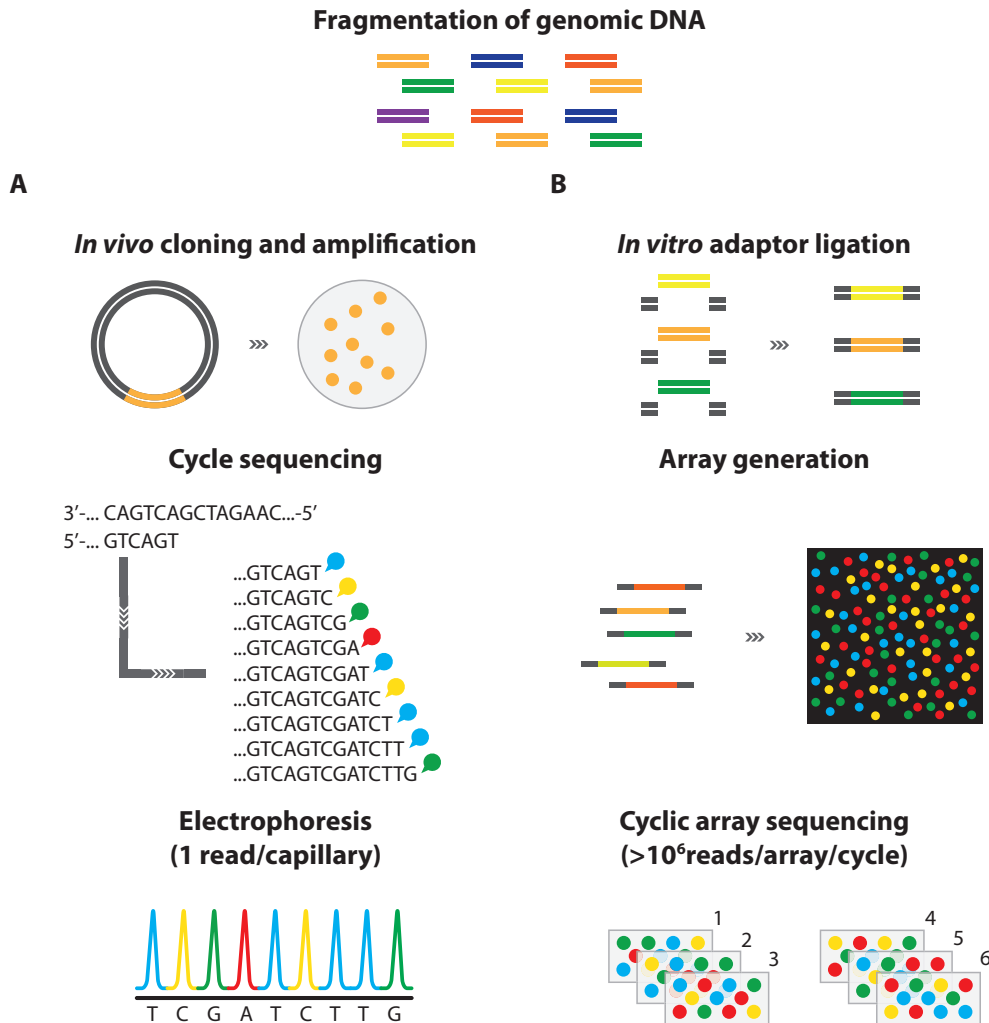 Fragmentation of genomic DNA
A
B
In vivo cloning and amplification
In vitro adaptor ligation
Cycle sequencing
Array generation
3’-... CAGTCAGCTAGAAC...-5’
5’-... GTCAGT
...GTCAGT
...GTCAGTC
...GTCAGTCG
...GTCAGTCGA
...GTCAGTCGAT
...GTCAGTCGATC
...GTCAGTCGATCT
...GTCAGTCGATCTT
...GTCAGTCGATCTTG
Electrophoresis
(1 read/capillary)
Cyclic array sequencing
(>10⁶reads/array/cycle)
1
2
3
4
5
6
T C G A T C T T G